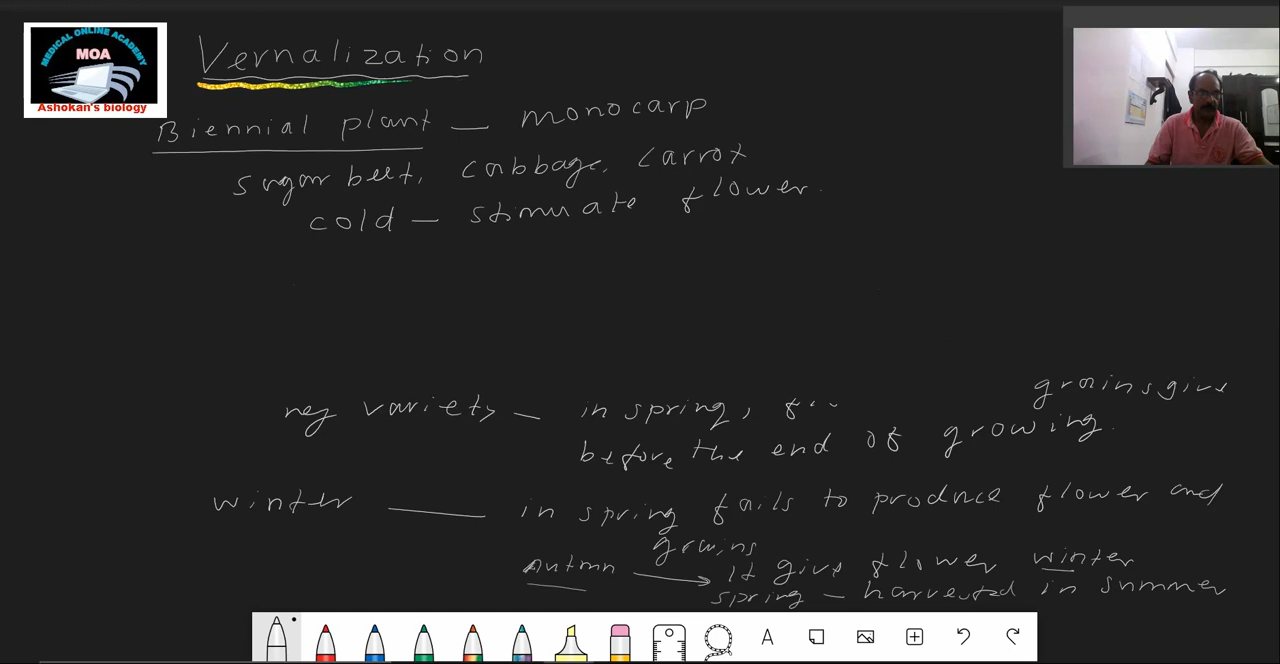 MEDICAL ONLINE ACADEMY
MOA
Ashokan's biology
Vernalization
Biennial plant — monocarp
sugar beet, cabbage, carrot
cold — stimulate flower.
variety — in spring, grains give
before the end of growing.
winter — in spring fails to produce flower and
grains
Autmn → It give flower winter
spring — harvested in summer
A